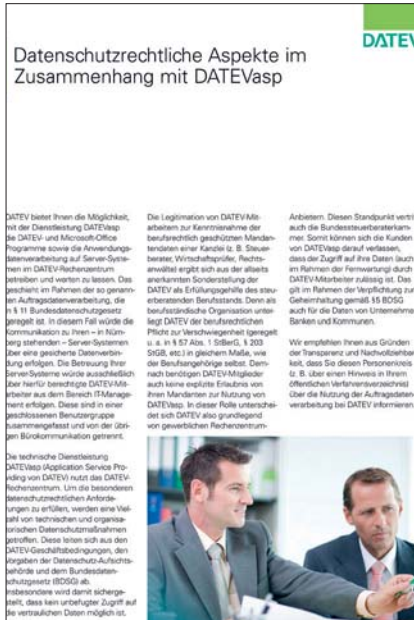 DATEV
Datenschutzrechtliche Aspekte im
Zusammenhang mit DATEVasp
DATEV bietet Ihnen die Möglichkeit,
mit der Dienstleistung DATEVasp
die DATEV- und Microsoft-Office
Programme sowie die Anwendungs-
datenverarbeitung auf Server-Syste-
men im DATEV-Rechenzentrum
betreiben und warten zu lassen. Das
geschieht im Rahmen der so genann-
ten Auftragsdatenverarbeitung, die
in § 11 Bundesdatenschutzgesetz
geregelt ist. In diesem Fall würde die
Kommunikation zu Ihren – in Nürn-
berg stehenden – Server-Systemen
über eine gesicherte Datenverbin-
dung erfolgen. Die Betreuung Ihrer
Server-Systeme würde ausschließlich
über hierfür berechtigte DATEV-Mit-
arbeiter aus dem Bereich IT-Manage-
ment erfolgen. Diese sind in einer
geschlossenen Benutzergruppe
zusammengefasst und von der übri-
gen Bürokommunikation getrennt.
Die technische Dienstleistung
DATEVasp (Application Service Pro-
viding von DATEV) nutzt das DATEV-
Rechenzentrum. Um die besonderen
datenschutzrechtlichen Anforde-
rungen zu erfüllen, werden eine Viel-
zahl von technischen und organisa-
torischen Datenschutzmaßnahmen
getroffen. Diese leiten sich aus den
DATEV-Geschäftsbedingungen, den
Vorgaben der Datenschutz-Aufsichts-
behörde und dem Bundesdaten-
schutzgesetz (BDSG) ab.
Insbesondere wird damit sicherge-
stellt, dass kein unbefugter Zugriff auf
die vertraulichen Daten möglich ist.
Die Legitimation von DATEV-Mit-
arbeitern zur Kenntnisnahme der
berufsrechtlich geschützten Mandan-
tendaten einer Kanzlei (z. B. Steuer-
berater, Wirtschaftsprüfer, Rechts-
anwälte) ergibt sich aus der allseits
anerkannten Sonderstellung der
DATEV als Erfüllungsgehilfe des steu-
erberatenden Berufsstands. Denn als
berufsständische Organisation unter-
liegt DATEV der berufsrechtlichen
Pflicht zur Verschwiegenheit (geregelt
u. a. in § 57 Abs. 1 StBerG, § 203
StGB, etc.) in gleichem Maße, wie
der Berufsangehörige selbst. Dem-
nach benötigen DATEV-Mitglieder
auch keine explizite Erlaubnis von
ihren Mandanten zur Nutzung von
DATEVasp. In dieser Rolle unterschei-
det sich DATEV also grundlegend
von gewerblichen Rechenzentrum-
Anbietern. Diesen Standpunkt vertri
auch die Bundessteuerberaterkam-
mer. Somit können sich die Kunden
von DATEVasp darauf verlassen,
dass der Zugriff auf ihre Daten (auch
im Rahmen der Fernwartung) durch
DATEV-Mitarbeiter zulässig ist. Das
gilt im Rahmen der Verpflichtung zur
Geheimhaltung gemäß §5 BDSG
auch für die Daten von Unternehme
Banken und Kommunen.
Wir empfehlen Ihnen aus Gründen
der Transparenz und Nachvollziehbar
keit, dass Sie diesen Personenkreis
(z. B. über einen Hinweis in Ihrem
öffentlichen Verfahrensverzeichnis)
über die Nutzung der Auftragsdaten
verarbeitung bei DATEV informieren